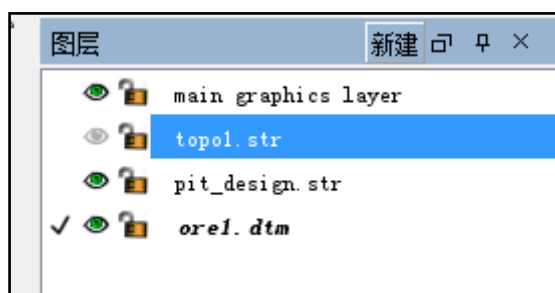 图层 新建
main graphics layer
topo1.str
pit_design.str
ore1.dtm